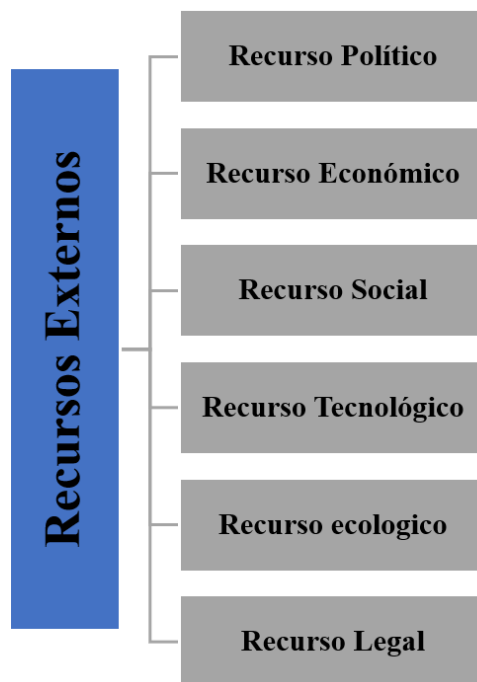 Recursos Externos
Recurso Político
Recurso Económico
Recurso Social
Recurso Tecnológico
Recurso ecologico
Recurso Legal